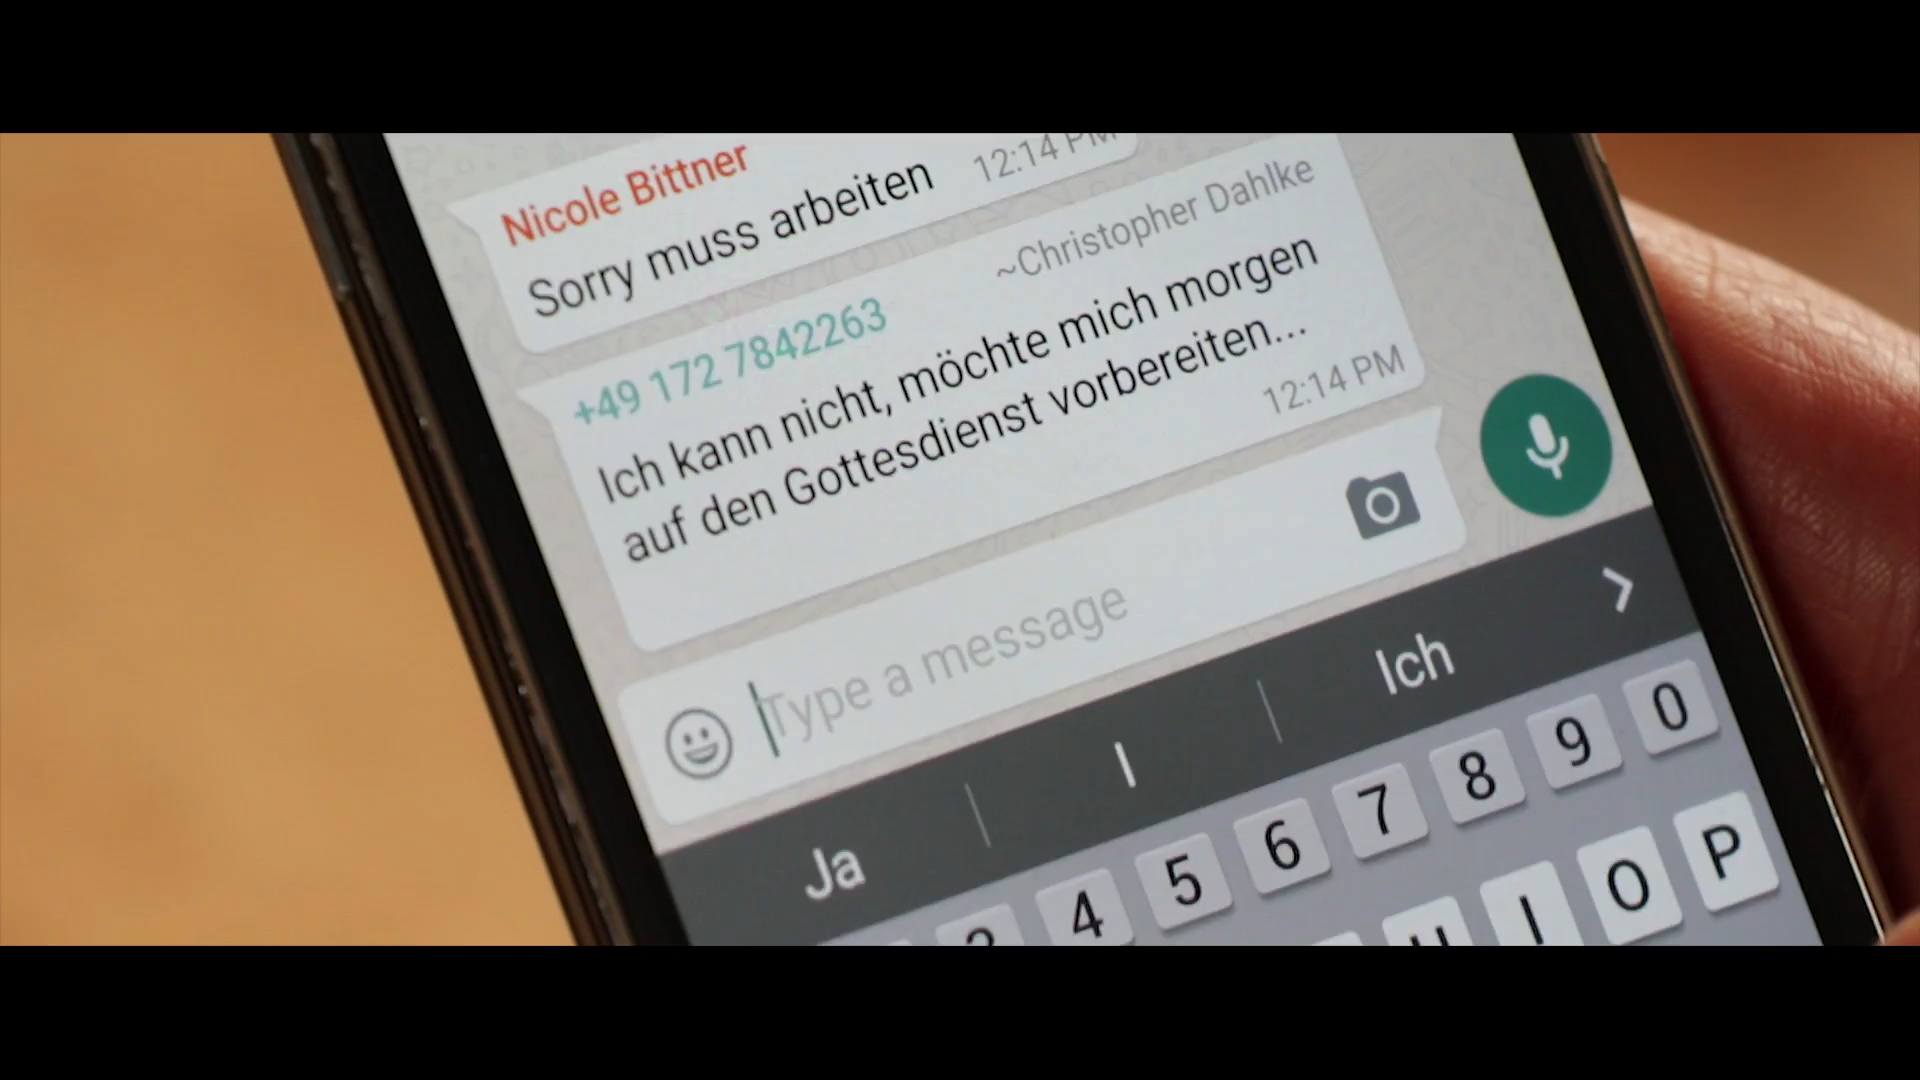 Nicole Bittner
Sorry muss arbeiten 12:14 PM
+49 172 7842263 ~Christopher Dahlke
Ich kann nicht, möchte mich morgen
auf den Gottesdienst vorbereiten...
12:14 PM
Type a message
Ja I Ich
3 4 5 6 7 8 9 0
U I O P